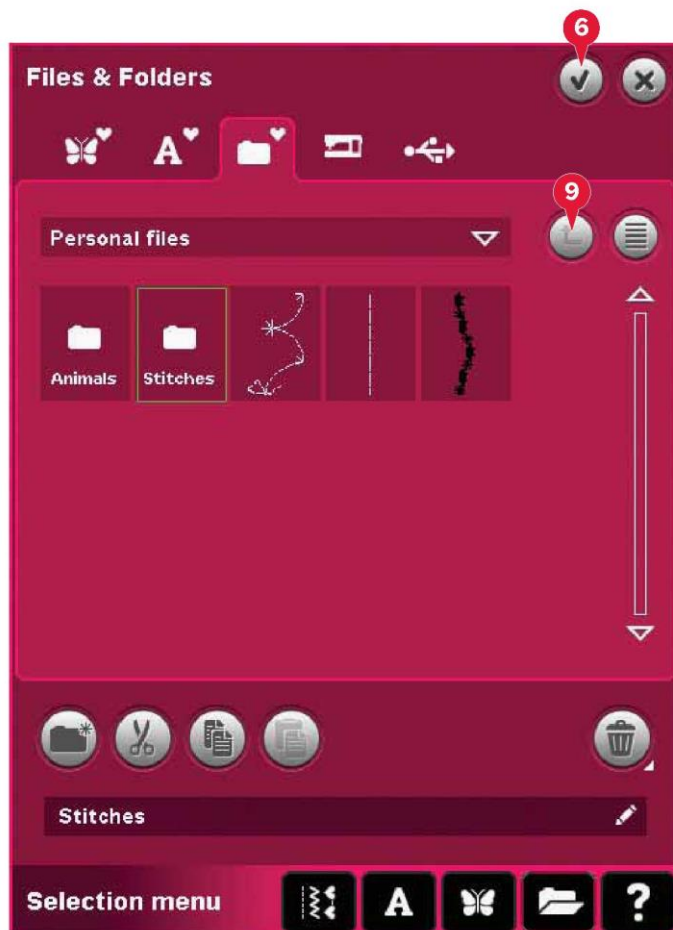 6
Files & Folders
A
9
Personal files
Animals Stitches
Stitches
Selection menu
A
?